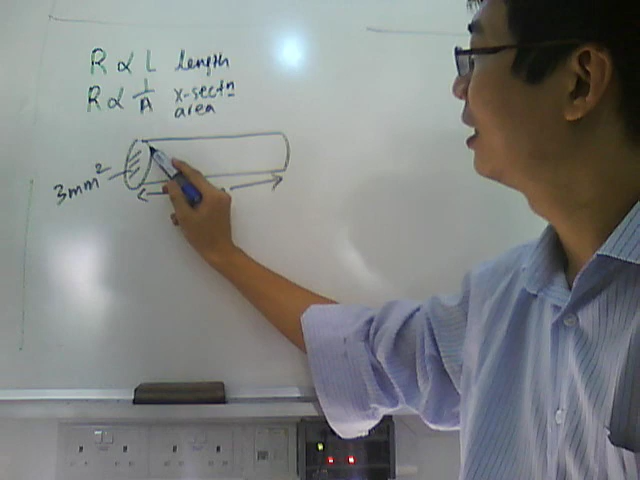 R ∝ L length
R ∝ 1/A x-sectn area
3mm²